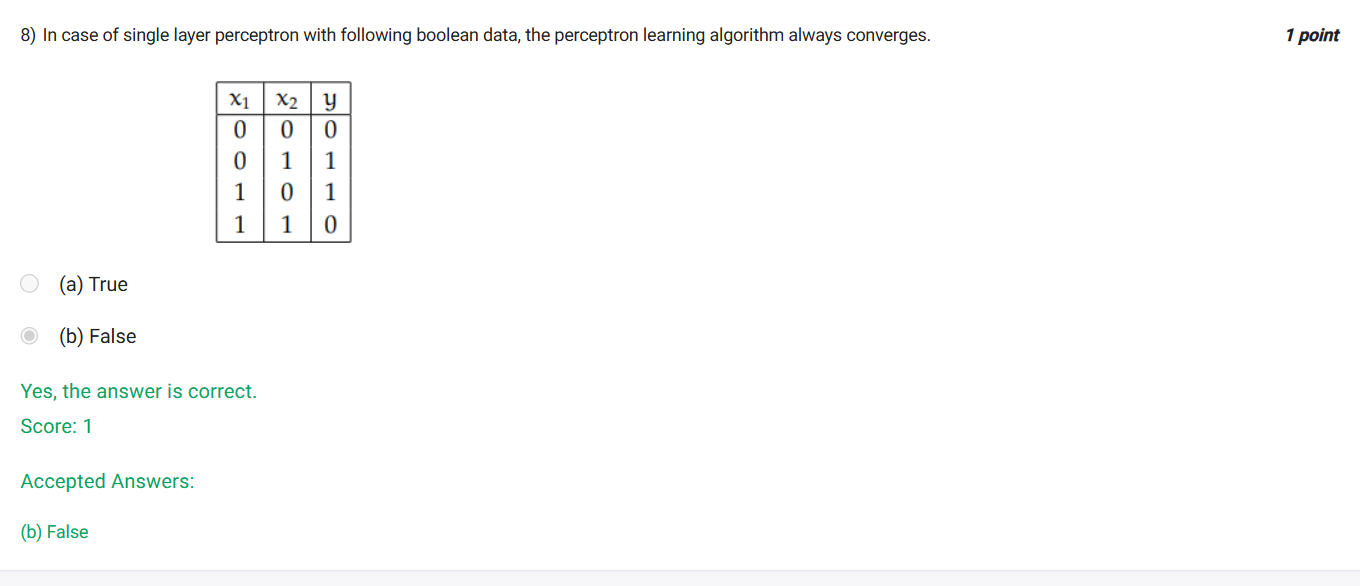 8) In case of single layer perceptron with following boolean data, the perceptron learning algorithm always converges. 1 point
x1 x2 y
0 0 0
0 1 1
1 0 1
1 1 0
(a) True
(b) False
Yes, the answer is correct.
Score: 1
Accepted Answers:
(b) False